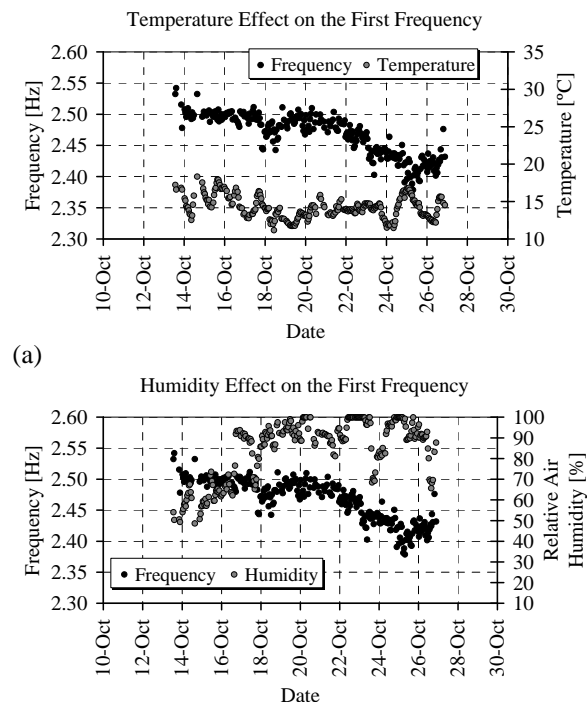 Temperature Effect on the First Frequency
2.60
2.50
2.45
2.40
2.35
2.30
Frequency [Hz]
Frequency
Temperature
35
30
25
20
15
10
Temperature [ºC]
10-Oct
12-Oct
14-Oct
16-Oct
18-Oct
20-Oct
22-Oct
24-Oct
26-Oct
28-Oct
30-Oct
Date
(a)
Humidity Effect on the First Frequency
2.60
2.55
2.50
2.45
2.40
2.35
2.30
Frequency [Hz]
Frequency
Humidity
100
90
80
70
60
50
40
30
20
10
Relative Air
Humidity [%]
10-Oct
12-Oct
14-Oct
16-Oct
18-Oct
20-Oct
22-Oct
24-Oct
26-Oct
28-Oct
30-Oct
Date